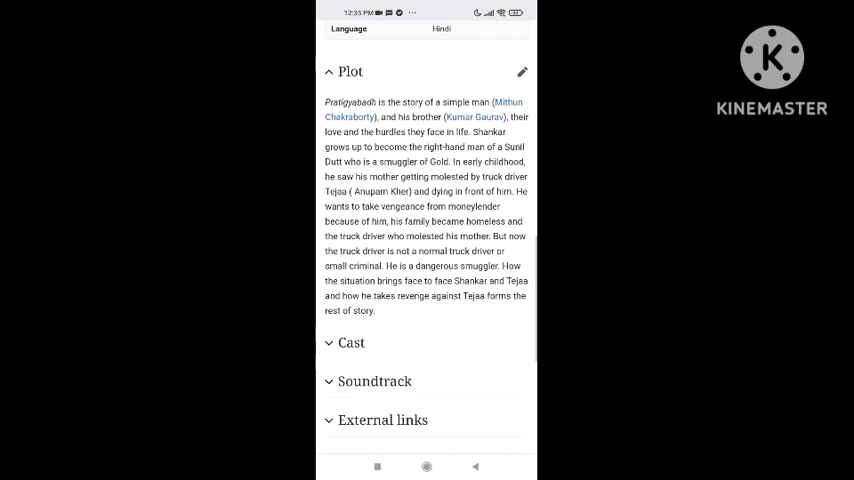 12:35 PM
Language Hindi
Plot
Pratigyabadh is the story of a simple man (Mithun
Chakraborty), and his brother (Kumar Gaurav), their
love and the hurdles they face in life. Shankar
grows up to become the right-hand man of a Sunil
Dutt who is a smuggler of Gold. In early childhood,
he saw his mother getting molested by truck driver
Tejaa ( Anupam Kher) and dying in front of him. He
wants to take vengeance from moneylender
because of him, his family became homeless and
the truck driver who molested his mother. But now
the truck driver is not a normal truck driver or
small criminal. He is a dangerous smuggler. How
the situation brings face to face Shankar and Tejaa
and how he takes revenge against Tejaa forms the
rest of story.
Cast
Soundtrack
External links
K
KINEMASTER